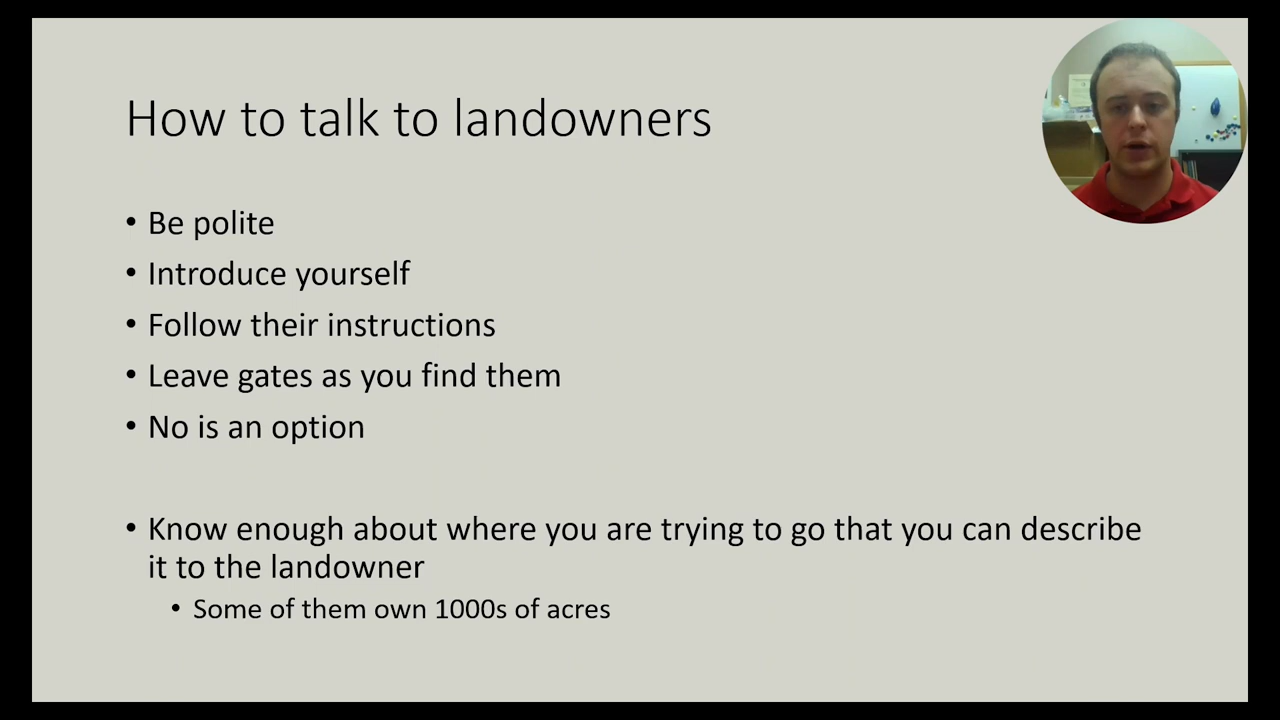 How to talk to landowners
• Be polite
• Introduce yourself
• Follow their instructions
• Leave gates as you find them
• No is an option
• Know enough about where you are trying to go that you can describe
it to the landowner
• Some of them own 1000s of acres